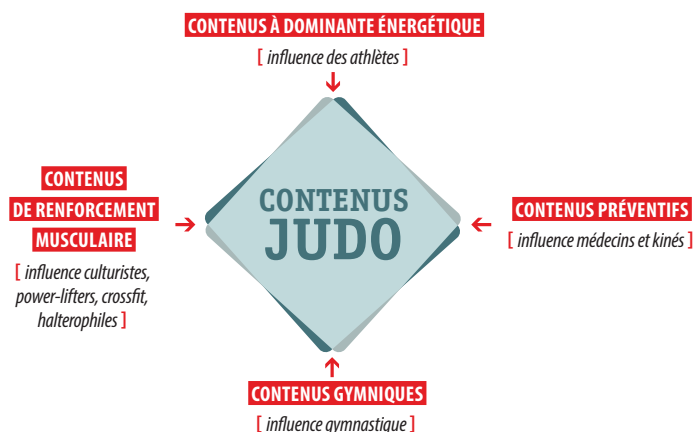 CONTENUS À DOMINANTE ÉNERGÉTIQUE
[ influence des athlètes ]
CONTENUS
DE RENFORCEMENT
MUSCULAIRE
[ influence culturistes,
power-lifters, crossfit,
halterophiles ]
CONTENUS
JUDO
CONTENUS PRÉVENTIFS
[ influence médecins et kinés ]
CONTENUS GYMNIQUES
[ influence gymnastique ]